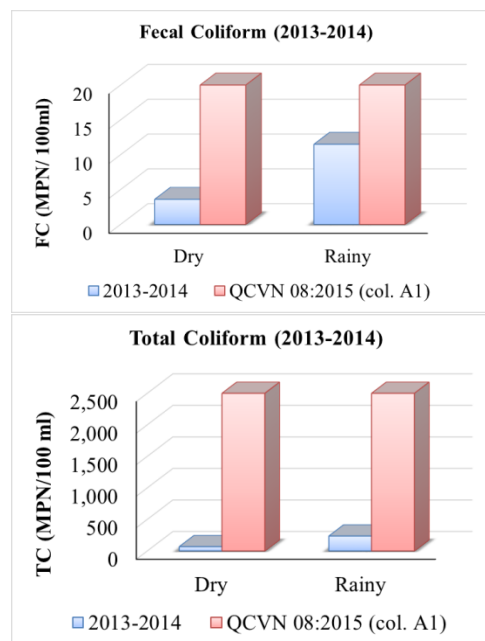 Fecal Coliform (2013-2014)
FC (MPN/ 100ml)
20
15
10
5
0
Dry
Rainy
2013-2014
QCVN 08:2015 (col. A1)
Total Coliform (2013-2014)
TC (MPN/100 ml)
2,500
2,000
1,500
1,000
500
0
Dry
Rainy
2013-2014
QCVN 08:2015 (col. A1)